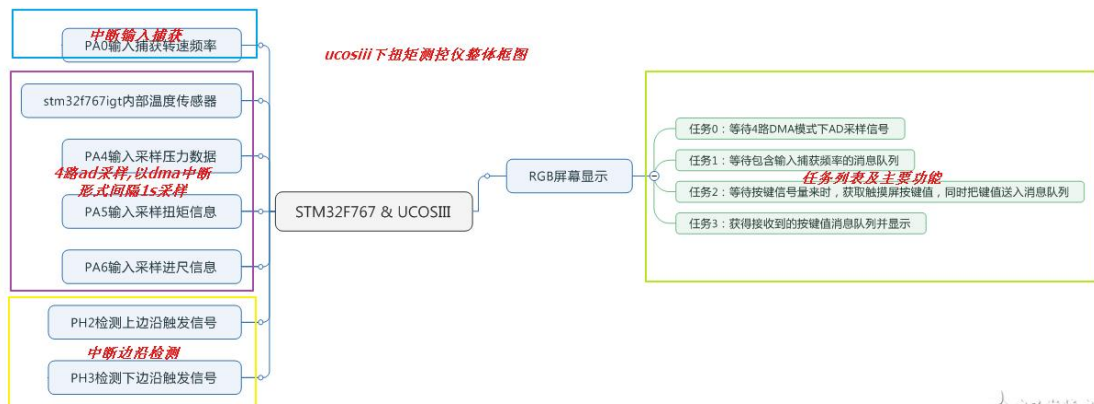 中断输入捕获
PA0输入捕获转速频率
ucosiii下扭矩测控仪整体框图
stm32f767igt内部温度传感器
PA4输入采样压力数据
4路ad采样,以dma中断
形式间隔1s采样
PA5输入采样扭矩信息
PA6输入采样进尺信息
PH2检测上边沿触发信号
中断边沿检测
PH3检测下边沿触发信号
STM32F767 & UCOSIII
RGB屏幕显示
任务0：等待4路DMA模式下AD采样信号
任务1：等待包含输入捕获频率的消息队列
任务列表及主要功能
任务2：等待按键信号量来时，获取触摸屏按键值，同时把键值送入消息队列
任务3：获得接收到的按键值消息队列并显示